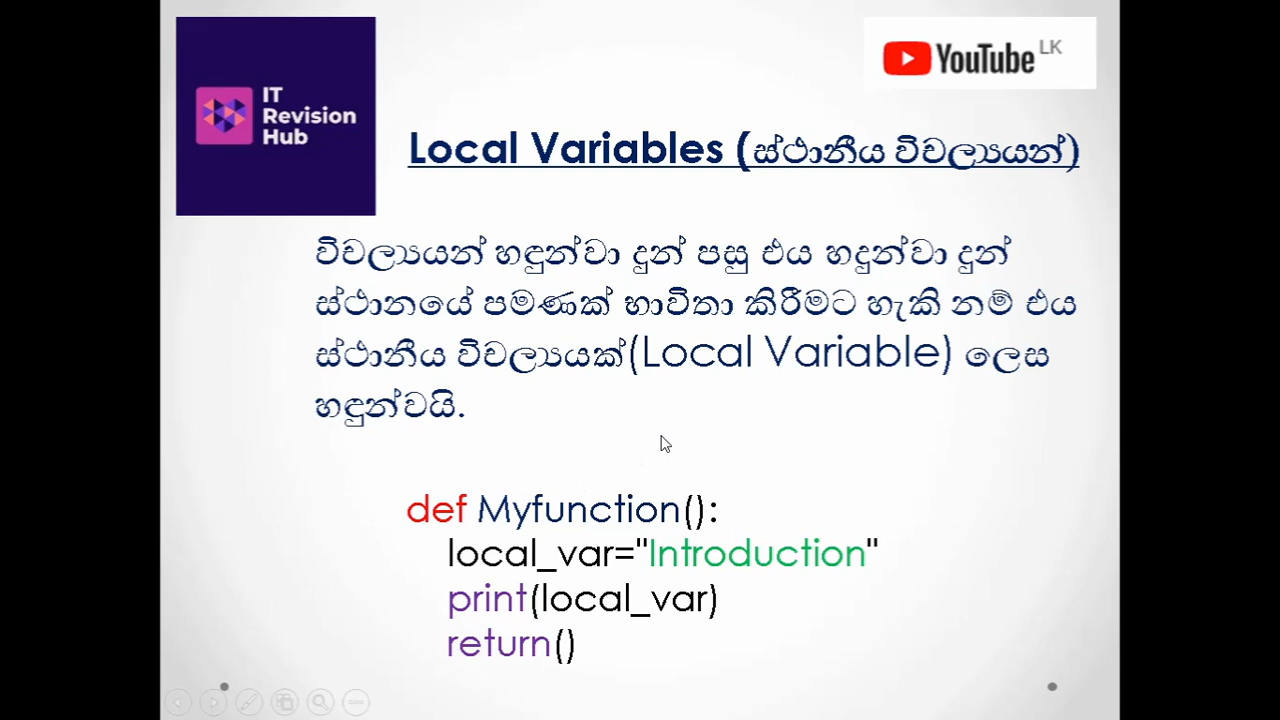 IT
Revision
Hub
YouTube LK
Local Variables (ස්ථානීය විචල්‍යයන්)
විචල්‍යයන් හඳුන්වා දුන් පසු එය හදුන්වා දුන්
ස්ථානයේ පමණක් භාවිතා කිරීමට හැකි නම් එය
ස්ථානීය විචල්‍යයක්(Local Variable) ලෙස
හඳුන්වයි.
def Myfunction():
local_var="Introduction"
print(local_var)
return()